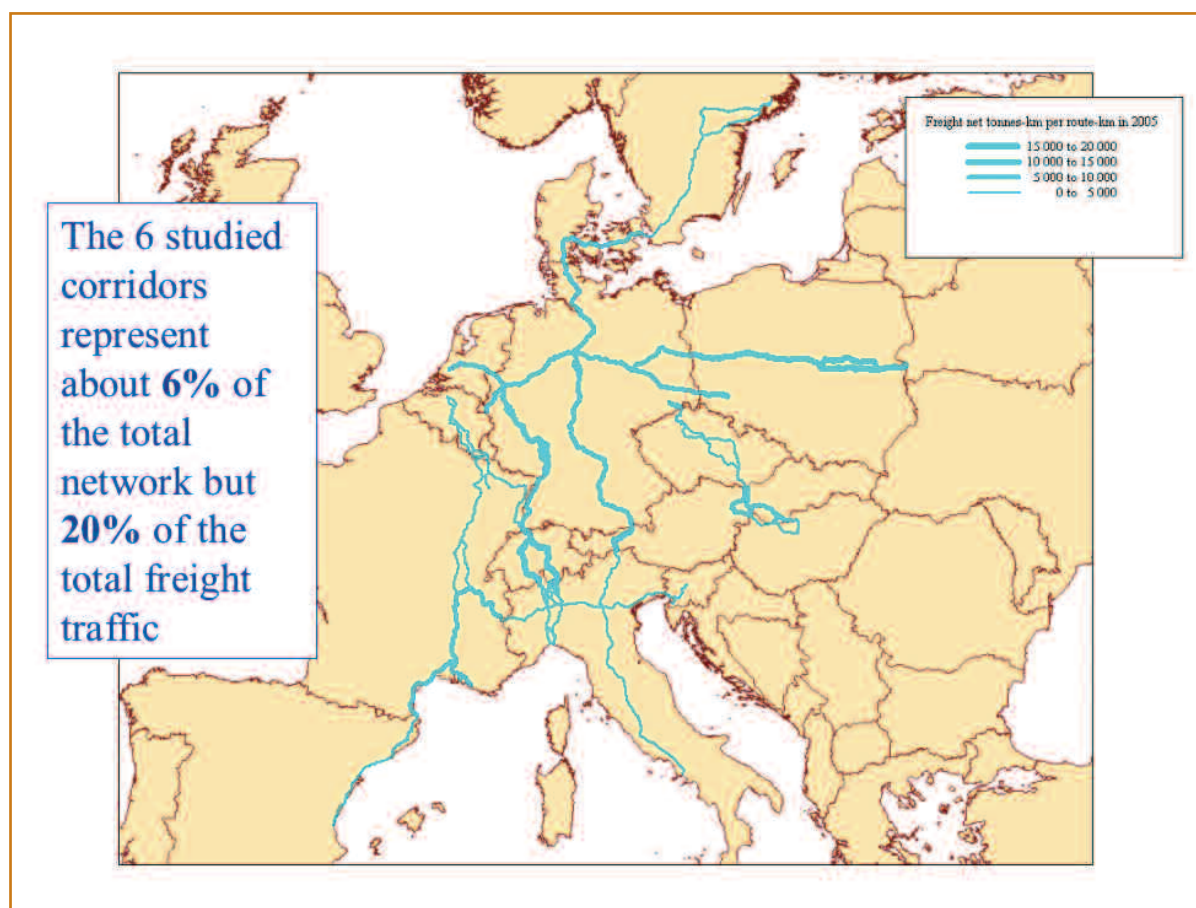 Freight net tonnes-km per route-km in 2005
15 000 to 20 000
10 000 to 15 000
5 000 to 10 000
0 to 5 000
The 6 studied
corridors
represent
about 6% of
the total
network but
20% of the
total freight
traffic